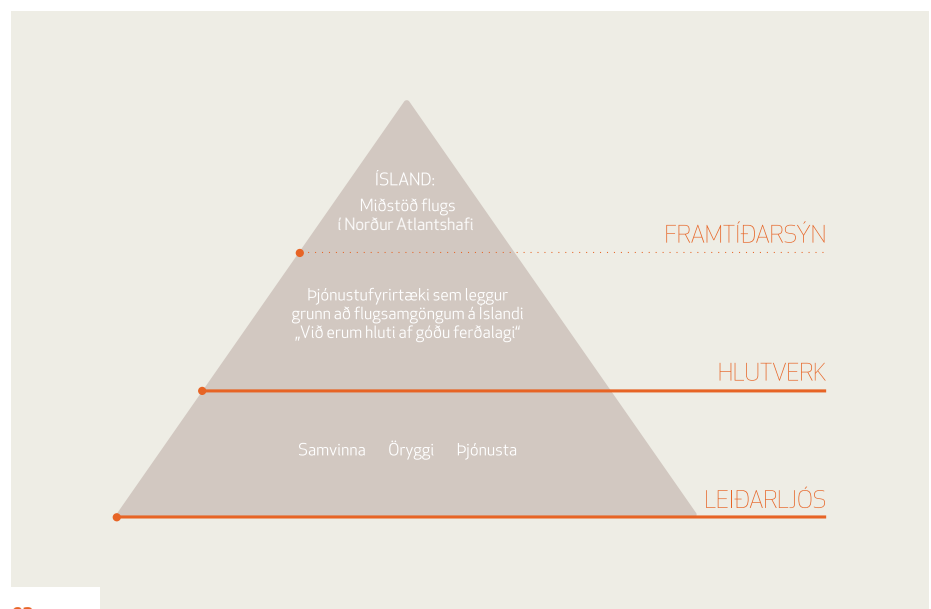 ÍSLAND:
Miðstöð flugs
í Norður Atlantshafi
FRAMTÍÐARSÝN
Þjónustufyrirtæki sem leggur
grunn að flugsamgöngum á Íslandi
„Við erum hluti af góðu ferðalagi“
HLUTVERK
Samvinna Öryggi Þjónusta
LEIÐARLJÓS